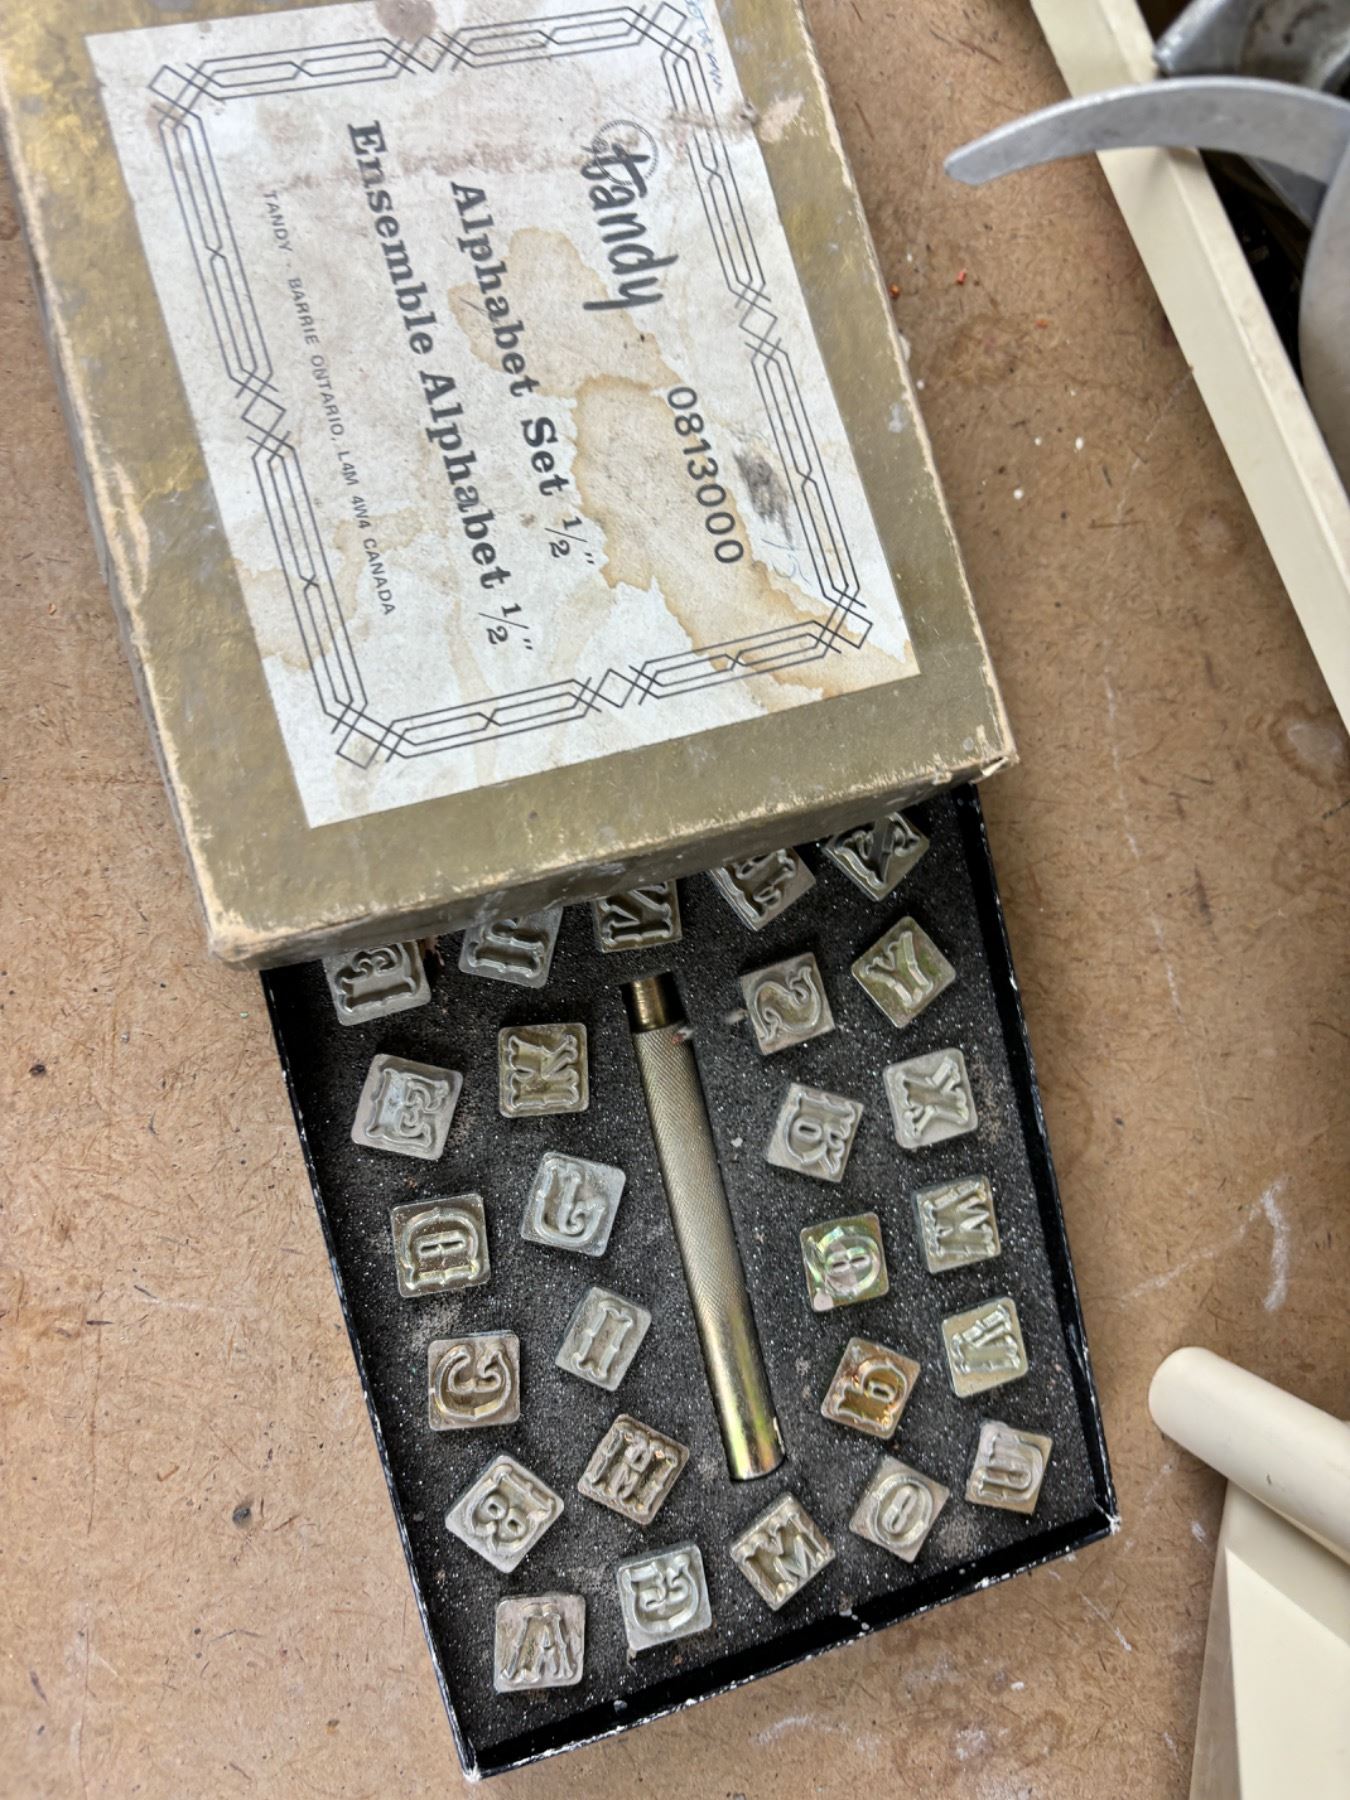 0813000
tandy
Alphabet Set ½"
Ensemble Alphabet ½"
TANDY · BARRIE ONTARIO, L4M 4W4 CANADA
Z
Y
X
W
V
U
T
S
R
Q
P
O
N
M
L
K
J
I
H
G
F
E
D
C
B
A